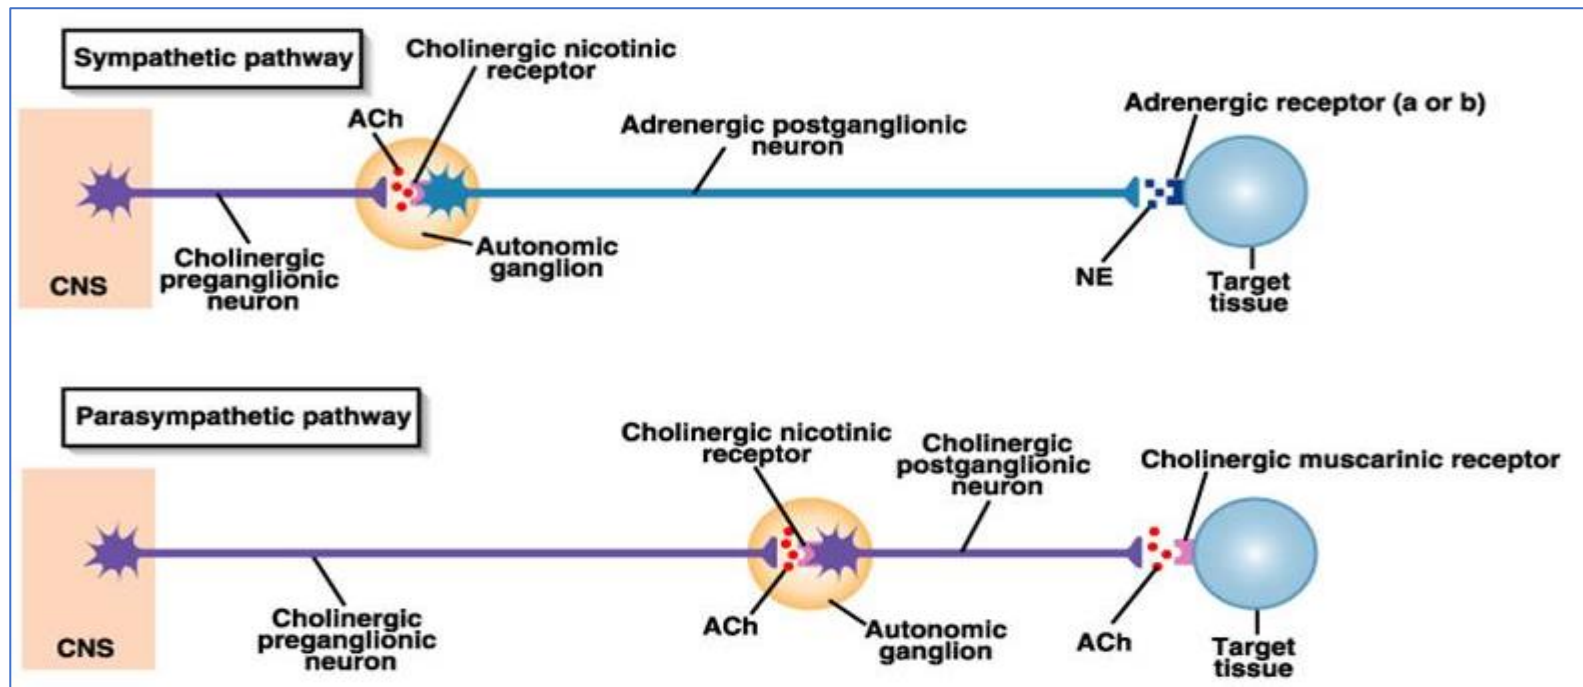 Sympathetic pathway
Cholinergic nicotinic
receptor
ACh
Adrenergic postganglionic
neuron
Adrenergic receptor (a or b)
Cholinergic
preganglionic
neuron
CNS
Autonomic
ganglion
NE
Target
tissue
Parasympathetic pathway
Cholinergic nicotinic
receptor
Cholinergic
postganglionic
neuron
Cholinergic muscarinic receptor
Cholinergic
preganglionic
neuron
CNS
ACh
Autonomic
ganglion
ACh
Target
tissue